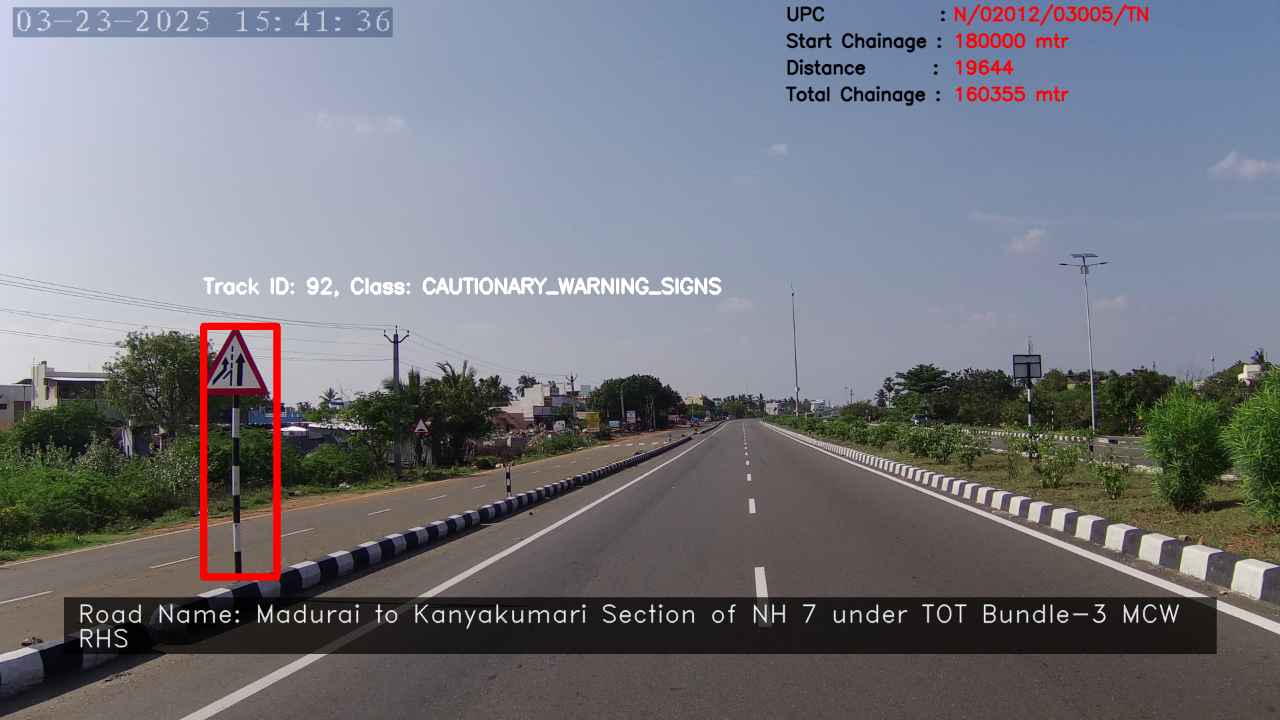 03-23-2025 15:41:36
UPC : N/02012/03005/TN
Start Chainage : 180000 mtr
Distance : 19644
Total Chainage : 160355 mtr
Track ID: 92, Class: CAUTIONARY_WARNING_SIGNS
Road Name: Madurai to Kanyakumari Section of NH 7 under TOT Bundle-3 MCW
RHS